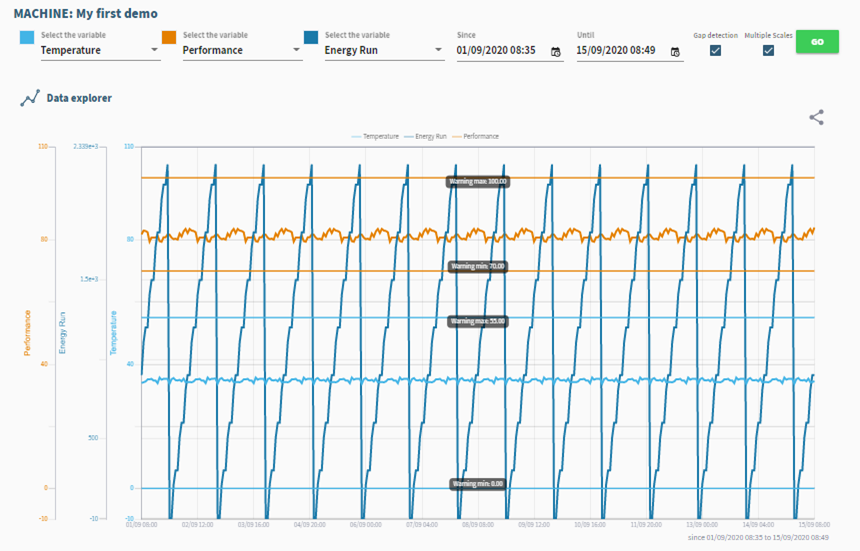 MACHINE: My first demo
Select the variable Select the variable Select the variable Since Until Gap detection Multiple Scales
Temperature Performance Energy Run 01/09/2020 08:35 15/09/2020 08:49 GO
Data explorer
Temperature Energy Run Performance
110 2.339e+3 110
Warning max: 100.00
80 80
Warning min: 70.00
1.5e+3
Warning max: 55.00
Performance Energy Run Temperature
40 40
500
Warning min: 0.00
0 0
-10 -10 -10
01/09 09:00 02/09 12:00 03/09 16:00 04/09 20:00 06/09 00:00 07/09 04:00 08/09 09:00 09/09 12:00 10/09 16:00 11/09 20:00 13/09 00:00 14/09 04:00 15/09 08:00
since 01/09/2020 08:35 to 15/09/2020 08:49